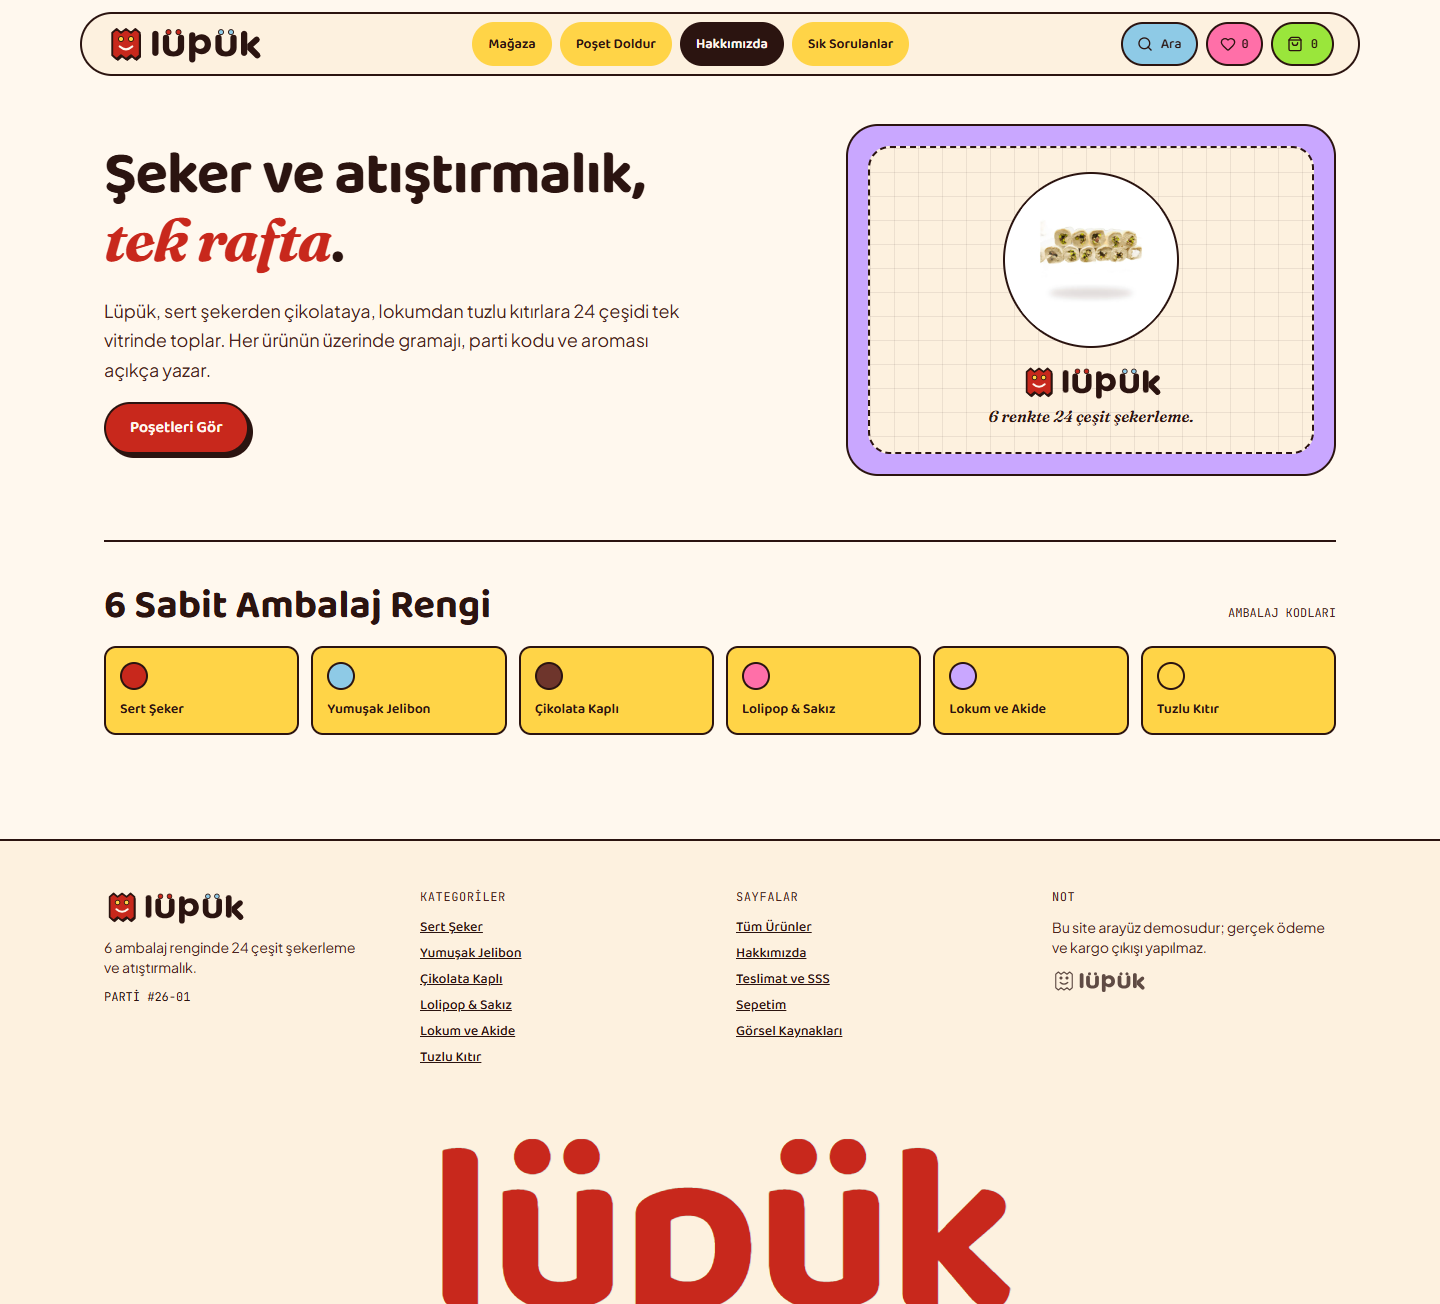 lüpük
Mağaza
Poşet Doldur
Hakkımızda
Sık Sorulanlar
Ara
0
0
Şeker ve atıştırmalık,
tek rafta.
Lüpük, sert şekerden çikolataya, lokumdan tuzlu kıtırlara 24 çeşidi tek
vitrinde toplar. Her ürünün üzerinde gramajı, parti kodu ve aroması
açıkça yazar.
Poşetleri Gör
lüpük
6 renkte 24 çeşit şekerleme.
6 Sabit Ambalaj Rengi
AMBALAJ KODLARI
Sert Şeker
Yumuşak Jelibon
Çikolata Kaplı
Lolipop & Sakız
Lokum ve Akide
Tuzlu Kıtır
lüpük
6 ambalaj renginde 24 çeşit şekerleme
ve atıştırmalık.
PARTİ #26-01
KATEGORİLER
Sert Şeker
Yumuşak Jelibon
Çikolata Kaplı
Lolipop & Sakız
Lokum ve Akide
Tuzlu Kıtır
SAYFALAR
Tüm Ürünler
Hakkımızda
Teslimat ve SSS
Sepetim
Görsel Kaynakları
NOT
Bu site arayüz demosudur; gerçek ödeme
ve kargo çıkışı yapılmaz.
lüpük
lüpük